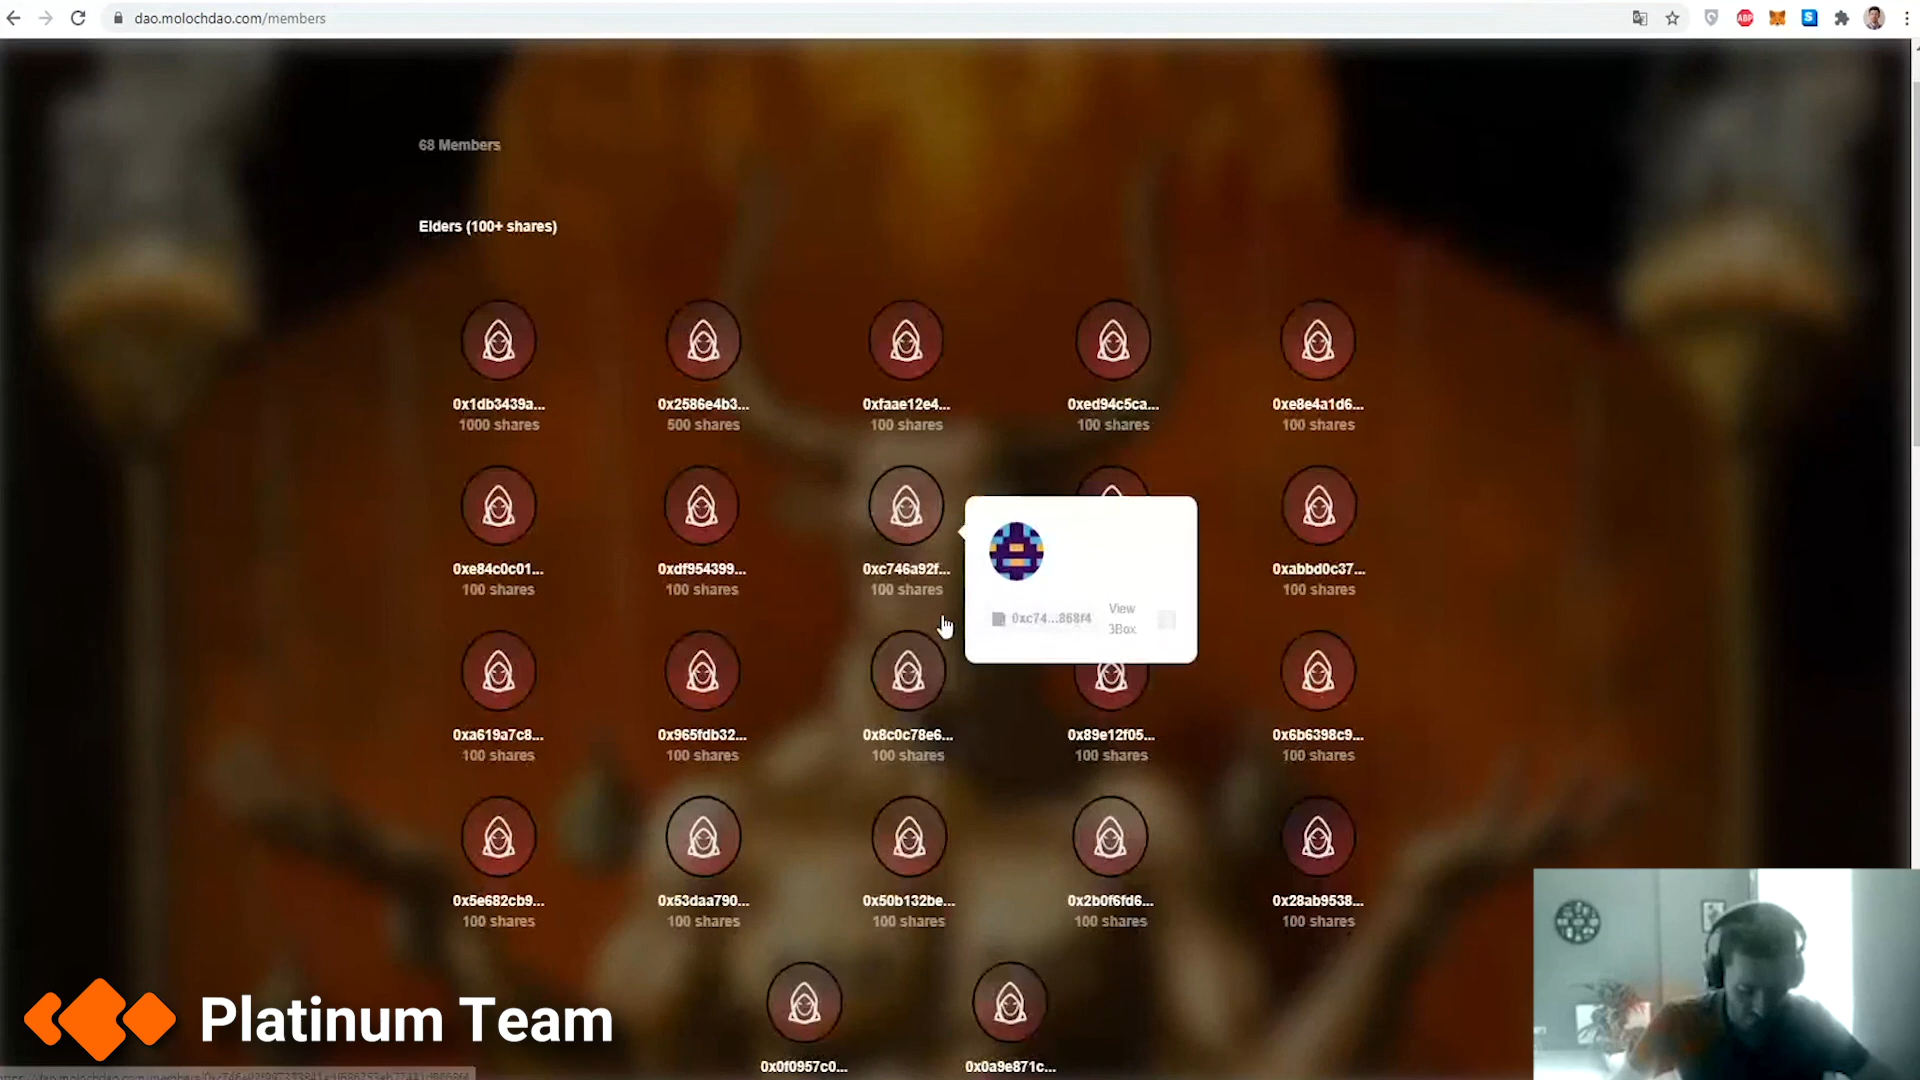 dao.molochdao.com/members
ABP
S
68 Members
Elders (100+ shares)
0x1db3439a... 0x2586e4b3... 0xfaae12e4... 0xed94c5ca... 0xe8e4a1d6...
1000 shares 500 shares 100 shares 100 shares 100 shares
0xe84c0c01... 0xdf954399... 0xc746a92f... 0xabbd0c37...
100 shares 100 shares 100 shares 100 shares
0xc74...868f4 View
3Box
0xa619a7c8... 0x965fdb32... 0x8c0c78e6... 0x89e12f05... 0x6b6398c9...
100 shares 100 shares 100 shares 100 shares 100 shares
0x5e682cb9... 0x53daa790... 0x50b132be... 0x2b0f6fd6... 0x28ab9538...
100 shares 100 shares 100 shares 100 shares 100 shares
0x0f0957c0... 0x0a9e871c...
Platinum Team